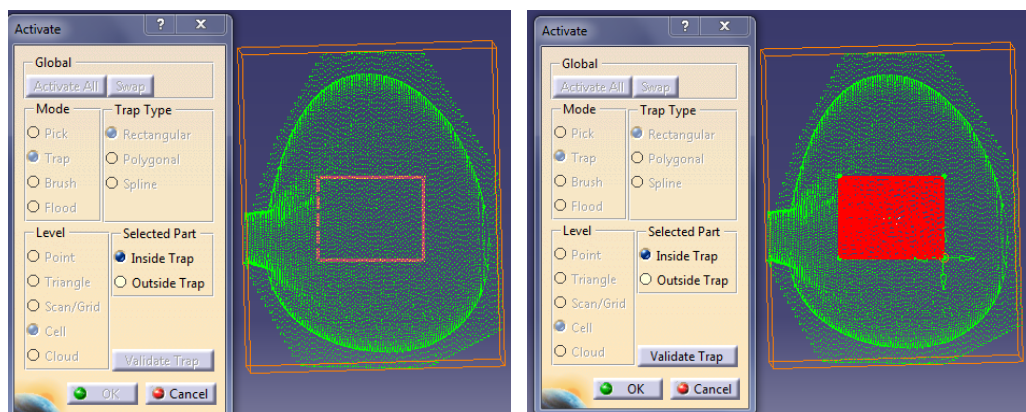 Activate ? X
Global
Activate All Swap
Mode Trap Type
Pick Rectangular
Trap Polygonal
Brush Spline
Flood
Level Selected Part
Point Inside Trap
Triangle Outside Trap
Scan/Grid
Cell
Cloud Validate Trap
OK Cancel
Activate ? X
Global
Activate All Swap
Mode Trap Type
Pick Rectangular
Trap Polygonal
Brush Spline
Flood
Level Selected Part
Point Inside Trap
Triangle Outside Trap
Scan/Grid
Cell
Cloud Validate Trap
OK Cancel